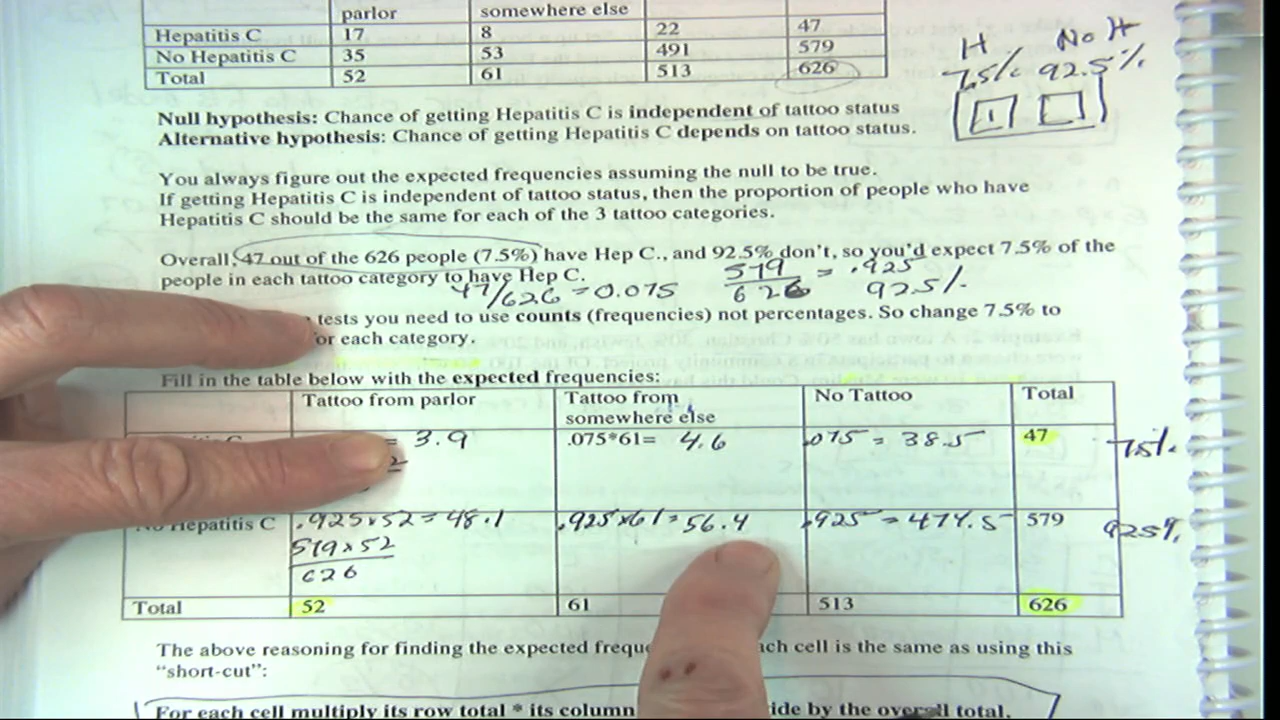 parlor somewhere else
Hepatitis C 17 8 22 47
No Hepatitis C 35 53 491 579
Total 52 61 513 626
H No H
7.5% 92.5%
1
Null hypothesis: Chance of getting Hepatitis C is independent of tattoo status
Alternative hypothesis: Chance of getting Hepatitis C depends on tattoo status.
You always figure out the expected frequencies assuming the null to be true.
If getting Hepatitis C is independent of tattoo status, then the proportion of people who have
Hepatitis C should be the same for each of the 3 tattoo categories.
Overall, 47 out of the 626 people (7.5%) have Hep C., and 92.5% don't, so you'd expect 7.5% of the
people in each tattoo category to have Hep C.
47/626 = 0.075
579
626
= .925
92.5%
tests you need to use counts (frequencies) not percentages. So change 7.5% to
for each category.
Fill in the table below with the expected frequencies:
Tattoo from parlor
Tattoo from
somewhere else
No Tattoo
Total
= 3.9
.075*61= 4.6
.075 = 38.5
47
7.5%
No Hepatitis C
.925x52=48.1
579x52
626
.925x61=56.4
.925 = 474.5
579
92.5%
Total 52 61 513 626
The above reasoning for finding the expected each cell is the same as using this
"short-cut":
For each cell multiply its row total * its column by the overall total.